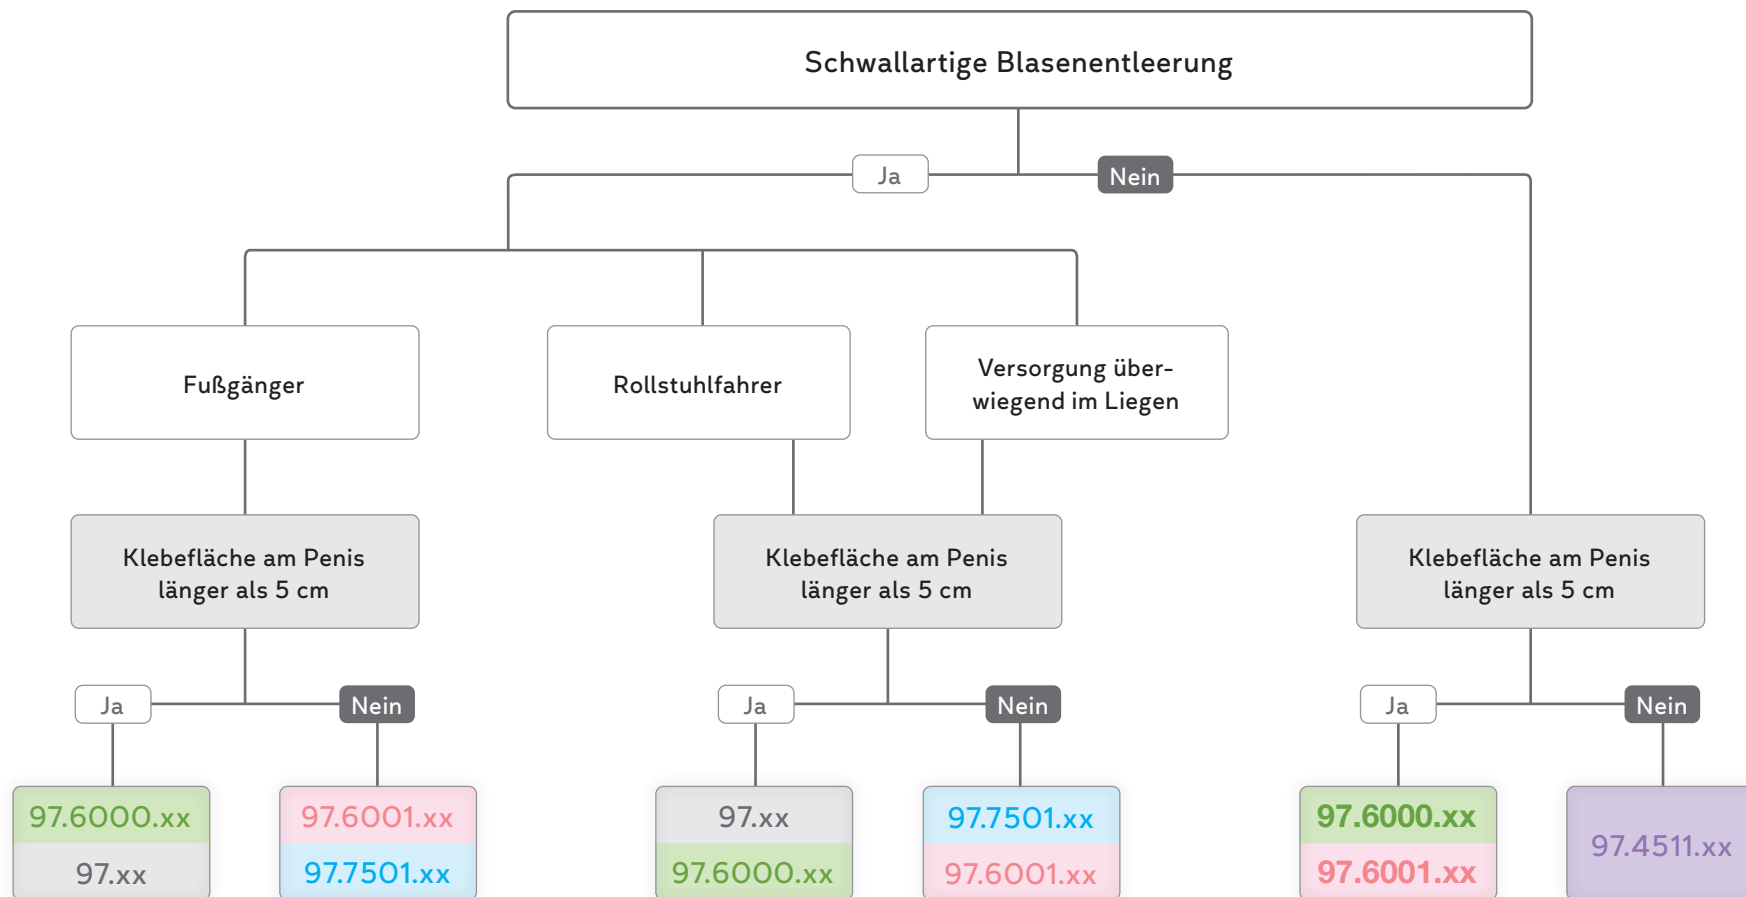 Schwallartige Blasenentleerung
Ja
Nein
Fußgänger
Rollstuhlfahrer
Versorgung über-
wiegend im Liegen
Klebefläche am Penis
länger als 5 cm
Klebefläche am Penis
länger als 5 cm
Klebefläche am Penis
länger als 5 cm
Ja
Nein
Ja
Nein
Ja
Nein
97.6000.xx
97.xx
97.6001.xx
97.7501.xx
97.xx
97.6000.xx
97.7501.xx
97.6001.xx
97.6000.xx
97.6001.xx
97.4511.xx